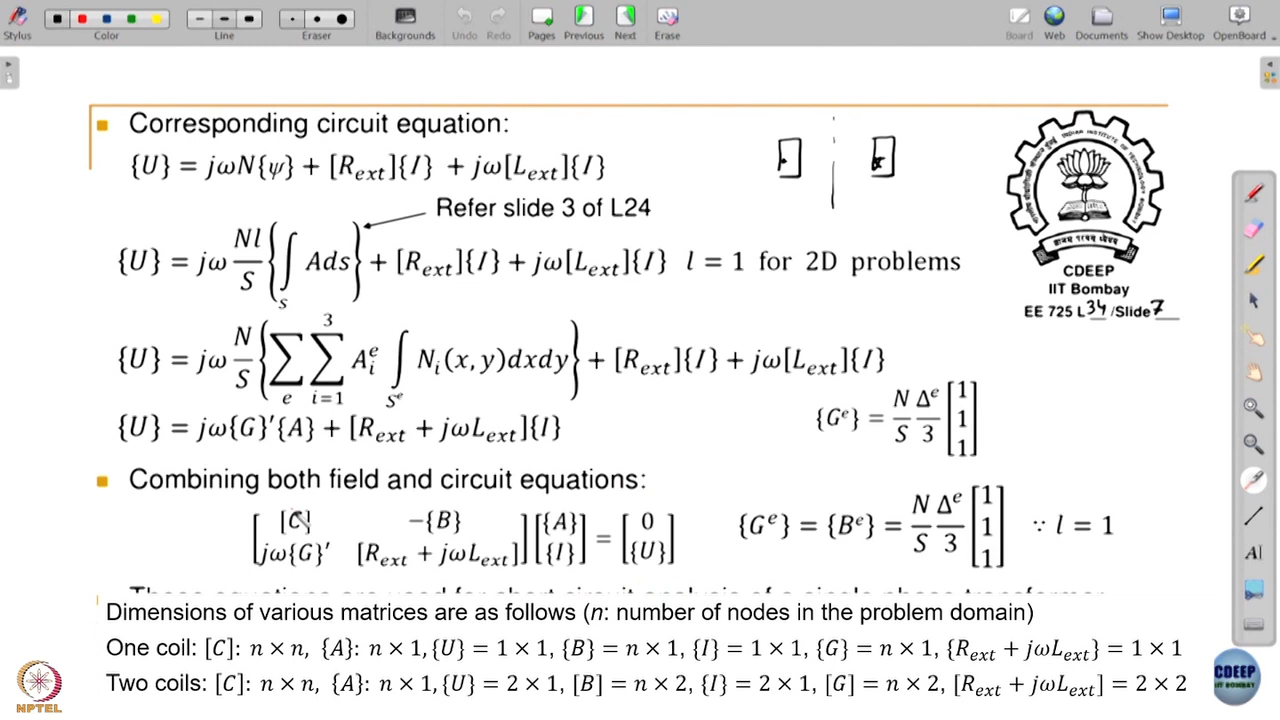 Stylus Color Line Eraser Backgrounds Undo Redo Pages Previous Next Erase Board Web Documents Show Desktop OpenBoard
Corresponding circuit equation:
{U} = jωN{ψ} + [R_ext]{I} + jω[L_ext]{I}
Refer slide 3 of L24
{U} = jω Nl/S {∫_s Ads} + [R_ext]{I} + jω[L_ext]{I} l = 1 for 2D problems
{U} = jω N/S {∑_e ∑_{i=1}^{3} A_i^e ∫_{S^e} N_i(x, y)dxdy} + [R_ext]{I} + jω[L_ext]{I}
{U} = jω{G}′{A} + [R_ext + jωL_ext]{I}
{G^e} = N/S Δ^e/3 [1 1 1]
Combining both field and circuit equations:
[[C] −{B}
jω{G}′ [R_ext + jωL_ext]] [{A} {I}] = [0 {U}]
{G^e} = {B^e} = N/S Δ^e/3 [1 1 1] ∵ l = 1
Dimensions of various matrices are as follows (n: number of nodes in the problem domain)
One coil: [C]: n × n, {A}: n × 1, {U} = 1 × 1, {B} = n × 1, {I} = 1 × 1, {G} = n × 1, {R_ext + jωL_ext} = 1 × 1
Two coils: [C]: n × n, {A}: n × 1, {U} = 2 × 1, [B] = n × 2, {I} = 2 × 1, [G] = n × 2, [R_ext + jωL_ext] = 2 × 2
CDEEP
IIT Bombay
EE 725 L 34 /Slide 7
NPTEL
CDEEP
IIT BOMBAY